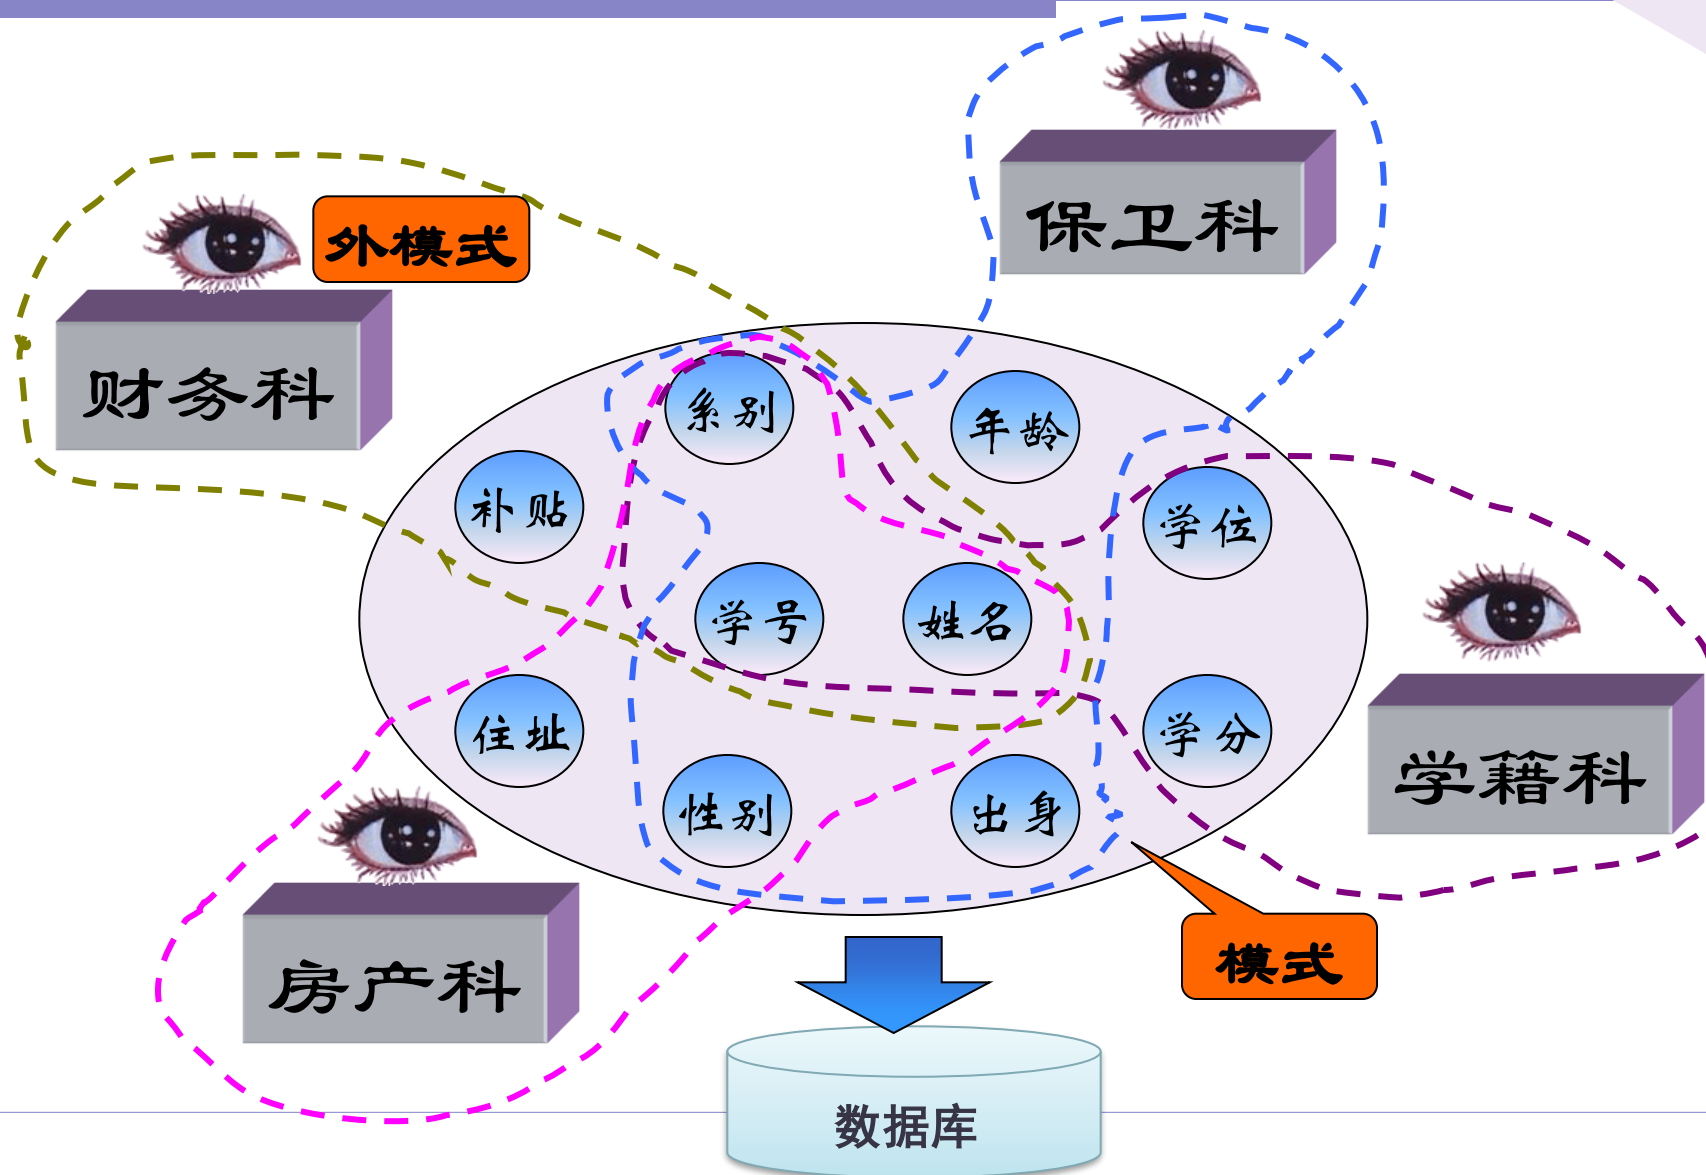 保卫科
外模式
财务科
系别
年龄
补贴
学位
学号
姓名
住址
学分
学籍科
性别
出身
房产科
模式
数据库